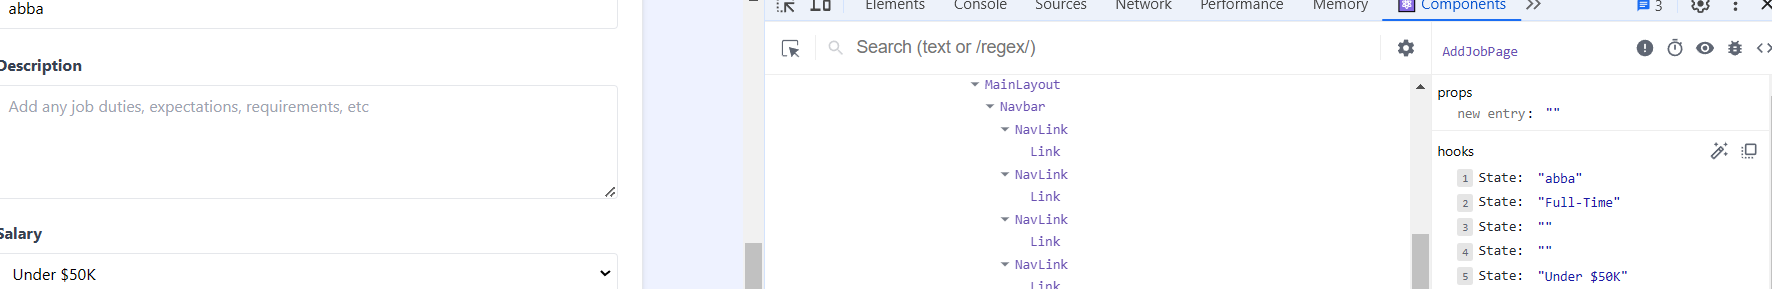 abba
Description
Add any job duties, expectations, requirements, etc
Salary
Under $50K
Elements Console Sources Network Performance Memory Components 3
Search (text or /regex/)
MainLayout
Navbar
NavLink
Link
NavLink
Link
NavLink
Link
NavLink
Link
AddJobPage
props
new entry: ""
hooks
1 State: "abba"
2 State: "Full-Time"
3 State: ""
4 State: ""
5 State: "Under $50K"